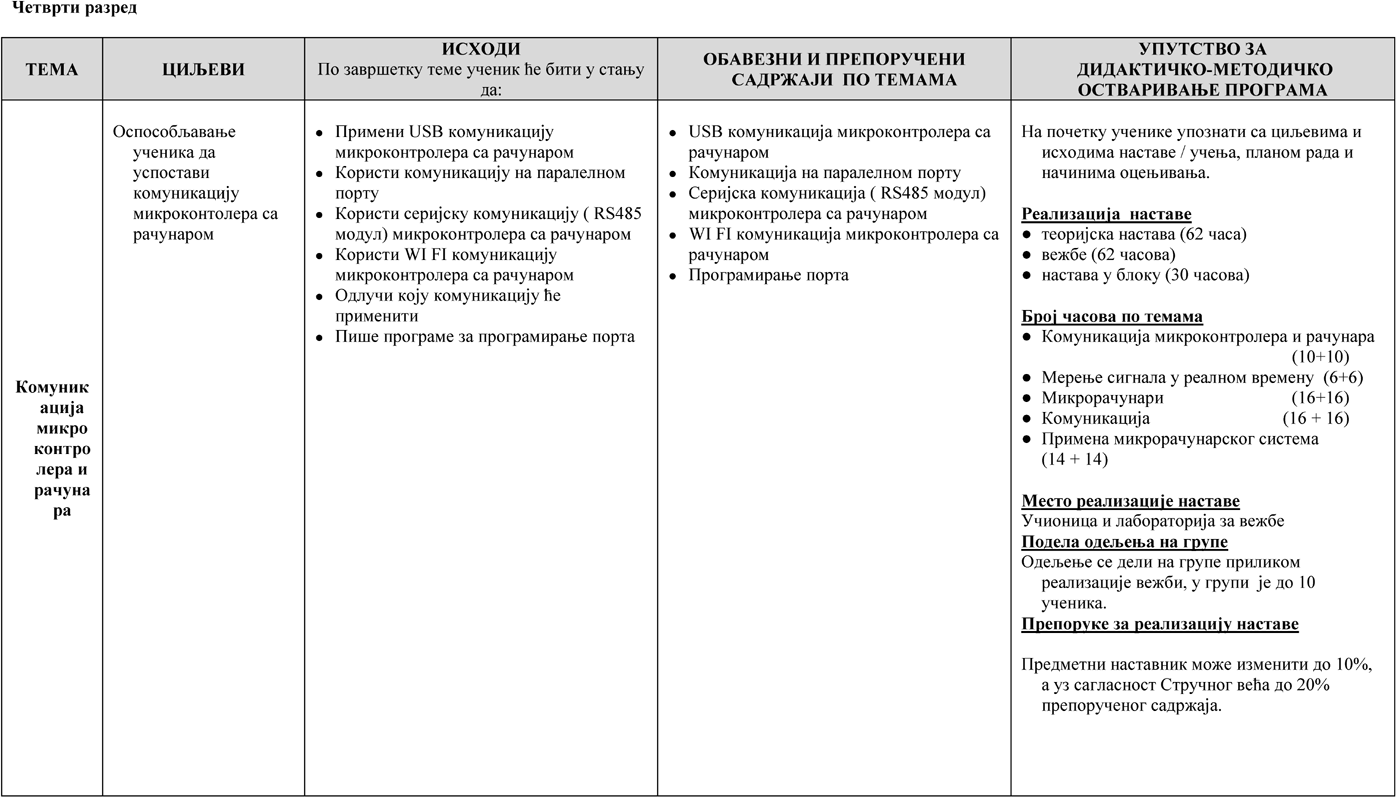 Четврти разред
ТЕМА
ЦИЉЕВИ
ИСХОДИ
По завршетку теме ученик ће бити у стању
да:
ОБАВЕЗНИ И ПРЕПОРУЧЕНИ
САДРЖАЈИ ПО ТЕМАМА
УПУТСТВО ЗА
ДИДАКТИЧКО-МЕТОДИЧКО
ОСТВАРИВАЊЕ ПРОГРАМА
Комуник
ација
микро
контро
лера и
рачуна
ра
Оспособљавање
ученика да
успостави
комуникацију
микроконтолера са
рачунаром
● Примени USB комуникацију
микроконтролера са рачунаром
● Користи комуникацију на паралелном
порту
● Користи серијску комуникацију ( RS485
модул) микроконтролера са рачунаром
● Користи WI FI комуникацију
микроконтролера са рачунаром
● Одлучи коју комуникацију ће
применити
● Пише програме за програмирање порта
● USB комуникација микроконтролера са
рачунаром
● Комуникација на паралелном порту
● Серијска комуникација ( RS485 модул)
микроконтролера са рачунаром
● WI FI комуникација микроконтролера са
рачунаром
● Програмирање порта
На почетку ученике упознати са циљевима и
исходима наставе / учења, планом рада и
начинима оцењивања.
Реализација наставе
● теоријска настава (62 часа)
● вежбе (62 часова)
● настава у блоку (30 часова)
Број часова по темама
● Комуникација микроконтролера и рачунара
(10+10)
● Мерење сигнала у реалном времену (6+6)
● Микрорачунари (16+16)
● Комуникација (16 + 16)
● Примена микрорачунарског система
(14 + 14)
Место реализације наставе
Учионица и лабораторија за вежбе
Подела одељења на групе
Одељење се дели на групе приликом
реализације вежби, у групи је до 10
ученика.
Препоруке за реализацију наставе
Предметни наставник може изменити до 10%,
а уз сагласност Стручног већа до 20%
препорученог садржаја.